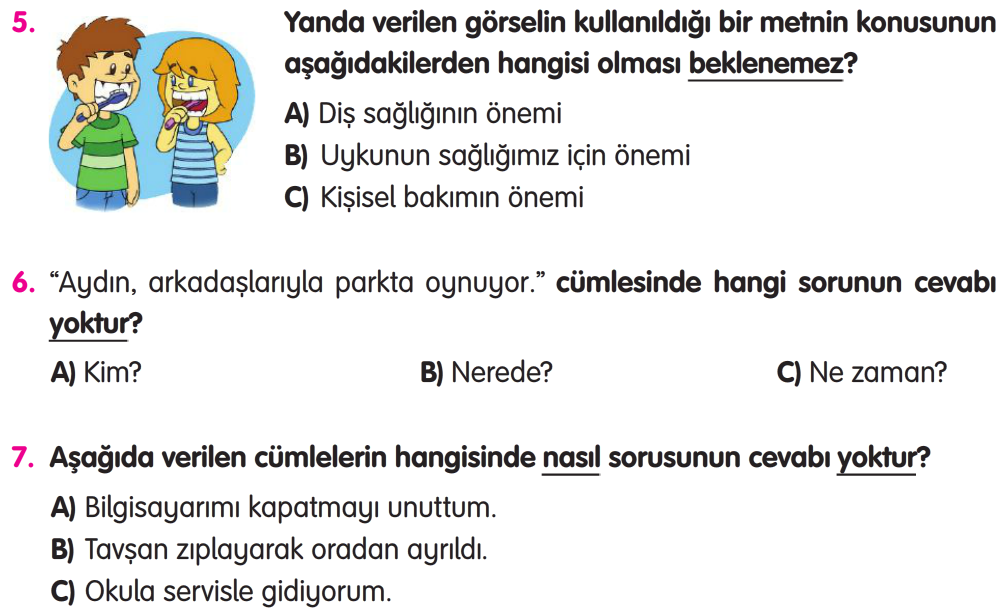 5.
Yanda verilen görselin kullanıldığı bir metnin konusunun
aşağıdakilerden hangisi olması beklenemez?
A) Diş sağlığının önemi
B) Uykunun sağlığımız için önemi
C) Kişisel bakımın önemi
6. “Aydın, arkadaşlarıyla parkta oynuyor.” cümlesinde hangi sorunun cevabı
yoktur?
A) Kim? B) Nerede? C) Ne zaman?
7. Aşağıda verilen cümlelerin hangisinde nasıl sorusunun cevabı yoktur?
A) Bilgisayarımı kapatmayı unuttum.
B) Tavşan zıplayarak oradan ayrıldı.
C) Okula servisle gidiyorum.